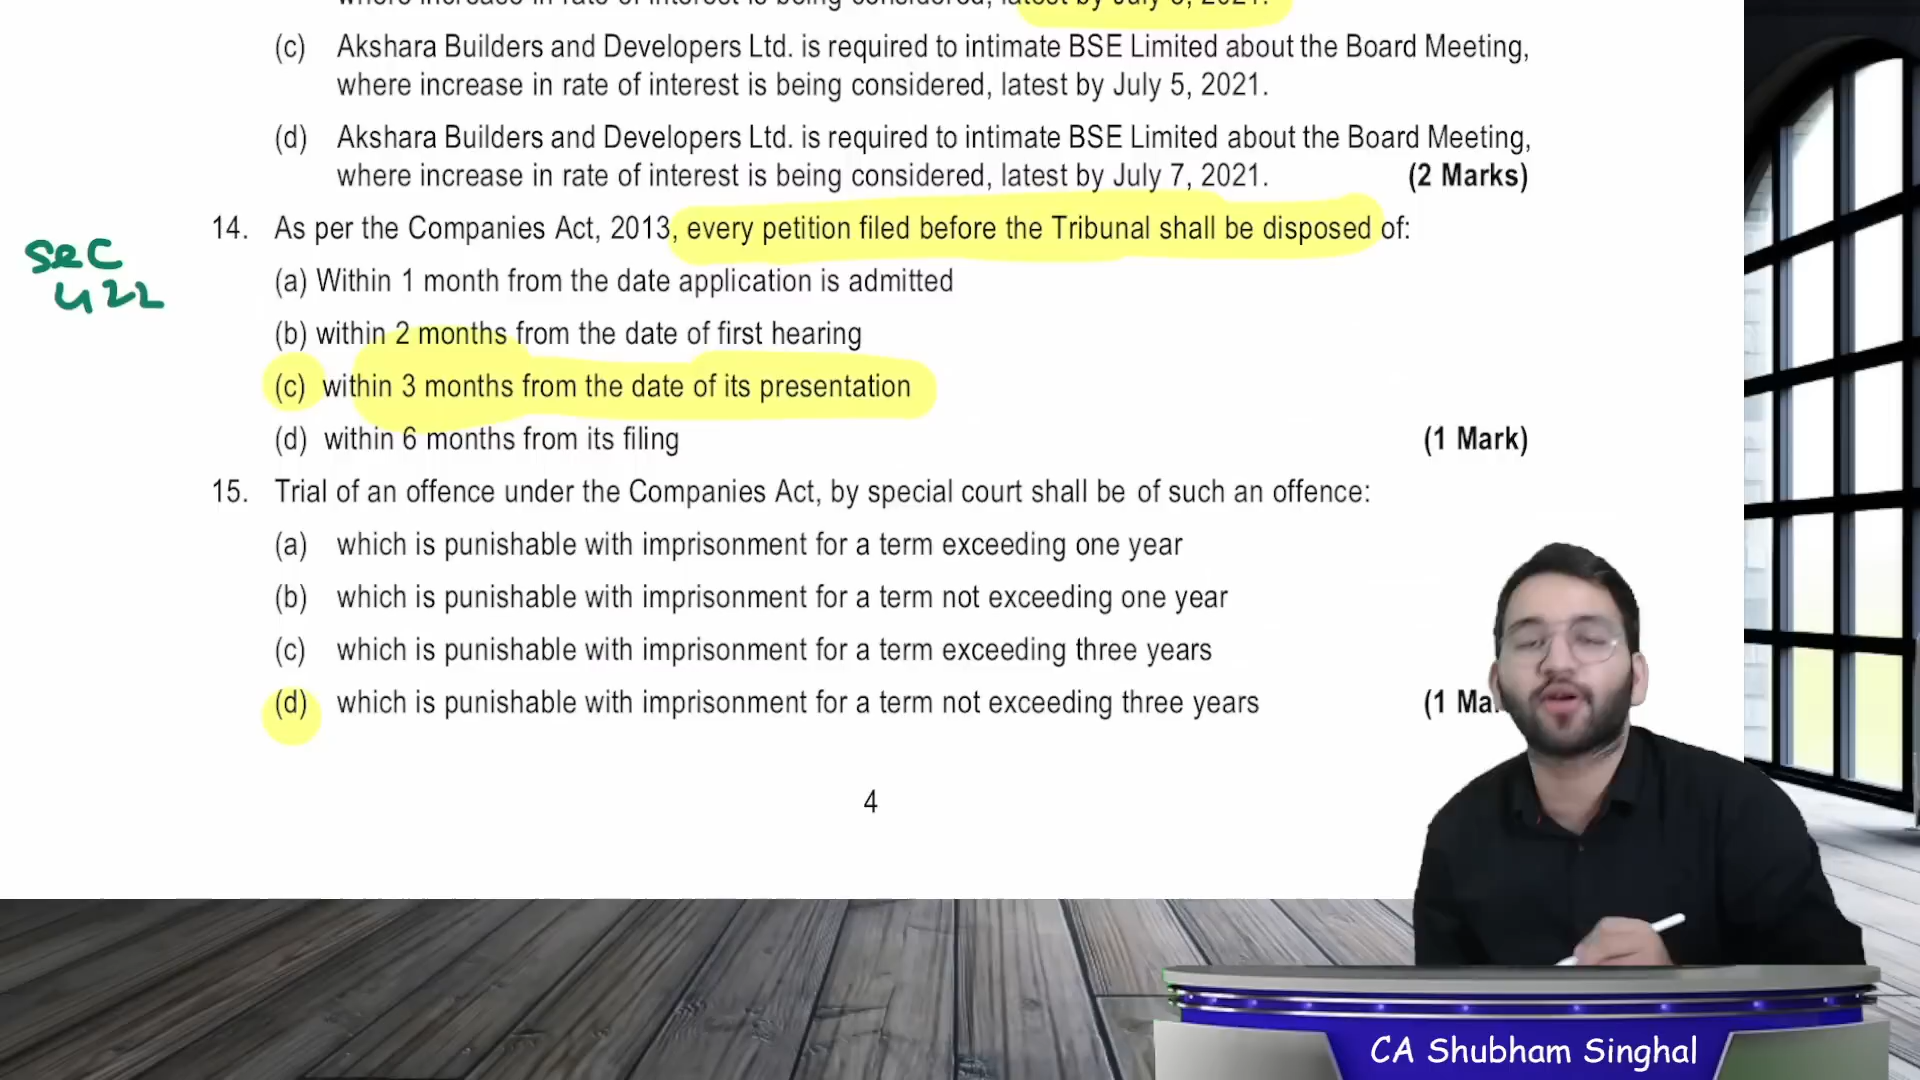 (c) Akshara Builders and Developers Ltd. is required to intimate BSE Limited about the Board Meeting,
where increase in rate of interest is being considered, latest by July 5, 2021.
(d) Akshara Builders and Developers Ltd. is required to intimate BSE Limited about the Board Meeting,
where increase in rate of interest is being considered, latest by July 7, 2021. (2 Marks)
sec
422
14. As per the Companies Act, 2013, every petition filed before the Tribunal shall be disposed of:
(a) Within 1 month from the date application is admitted
(b) within 2 months from the date of first hearing
(c) within 3 months from the date of its presentation
(d) within 6 months from its filing (1 Mark)
15. Trial of an offence under the Companies Act, by special court shall be of such an offence:
(a) which is punishable with imprisonment for a term exceeding one year
(b) which is punishable with imprisonment for a term not exceeding one year
(c) which is punishable with imprisonment for a term exceeding three years
(d) which is punishable with imprisonment for a term not exceeding three years (1
4
CA Shubham Singhal